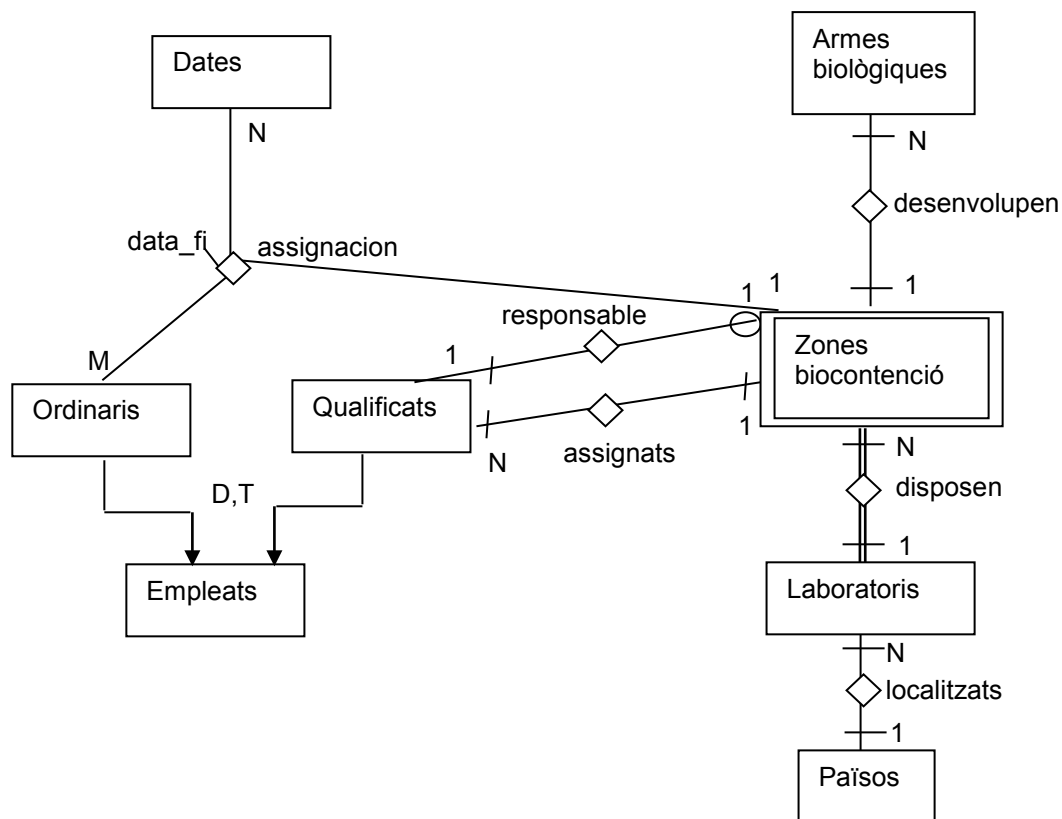 Armes
biològiques
Dates
N
N
desenvolupen
data_fi
assignacion
1
1
1
responsable
1
Zones
biocontenció
M
Ordinaris
Qualificats
1
N
assignats
N
D,T
disposen
1
Empleats
Laboratoris
N
localitzats
1
Països